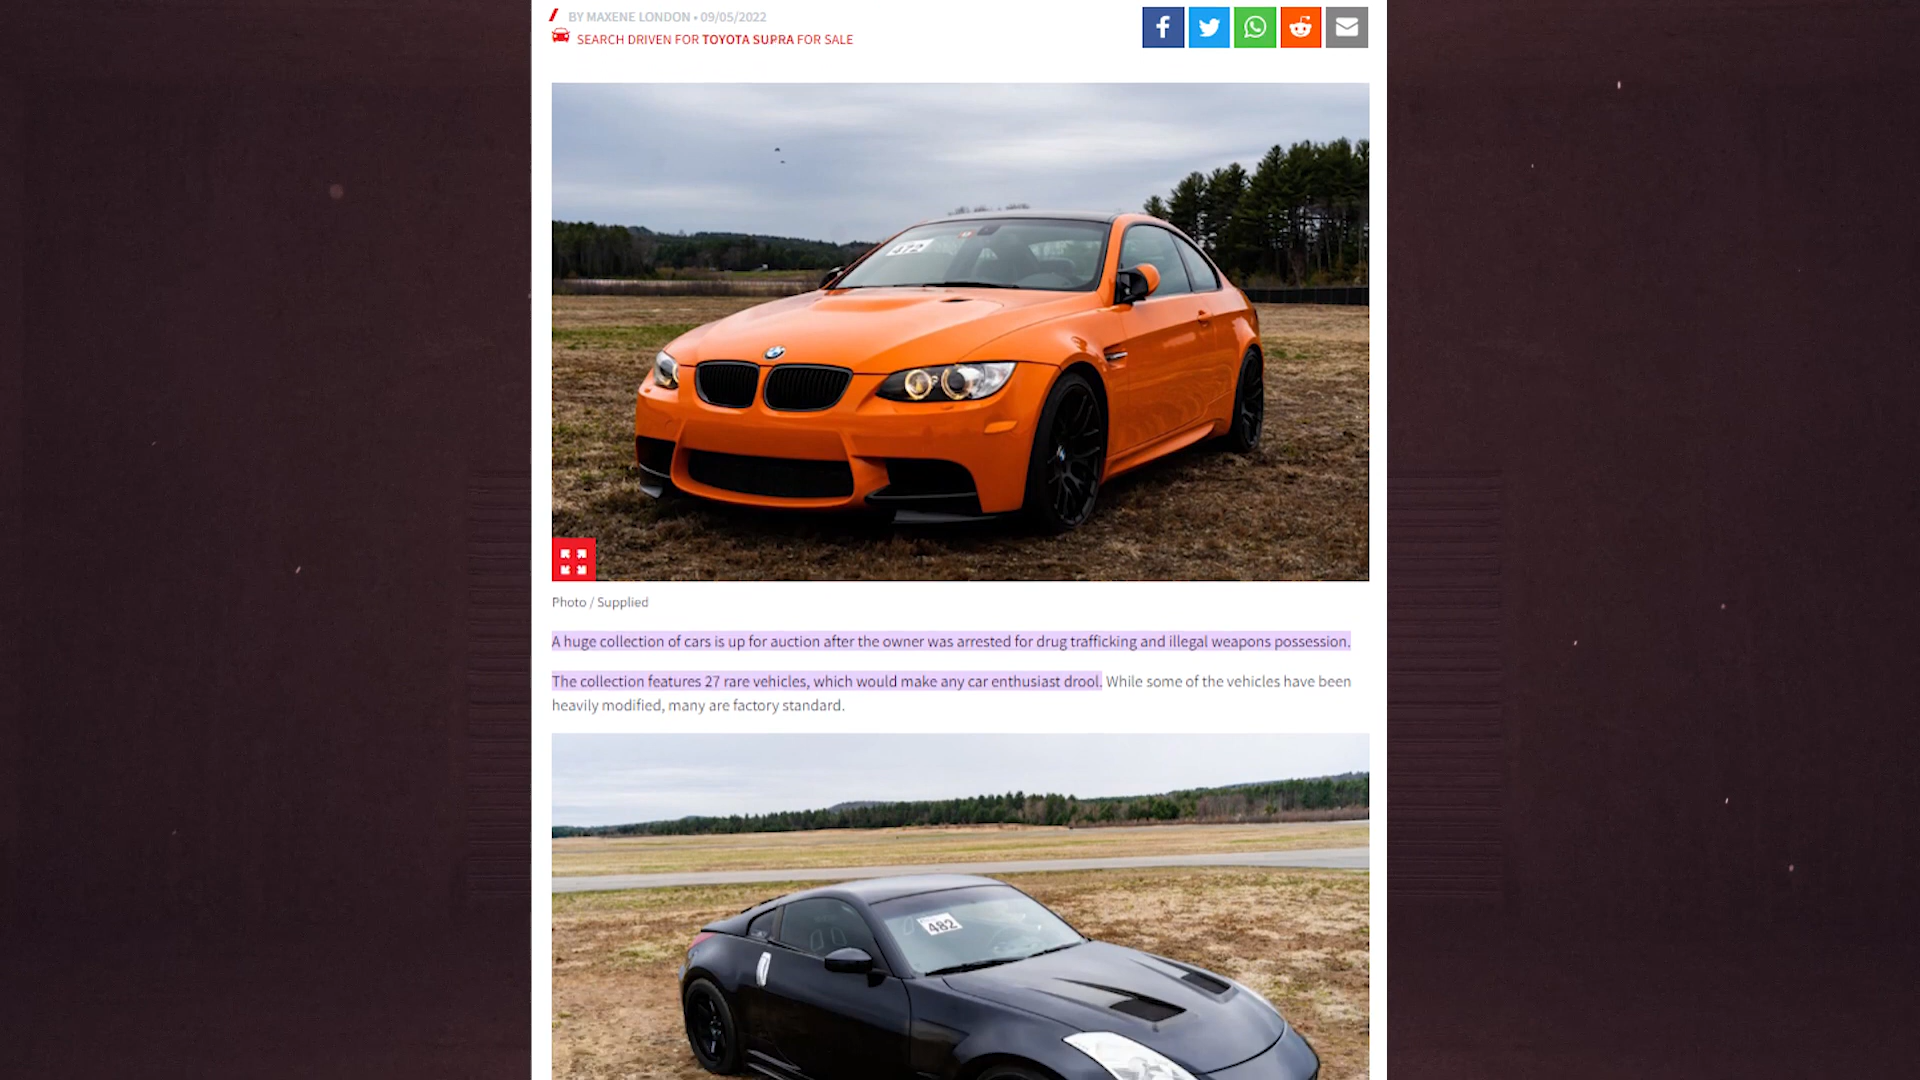 BY MAXENE LONDON • 09/05/2022
SEARCH DRIVEN FOR TOYOTA SUPRA FOR SALE
472
Photo / Supplied
A huge collection of cars is up for auction after the owner was arrested for drug trafficking and illegal weapons possession.
The collection features 27 rare vehicles, which would make any car enthusiast drool. While some of the vehicles have been
heavily modified, many are factory standard.
482